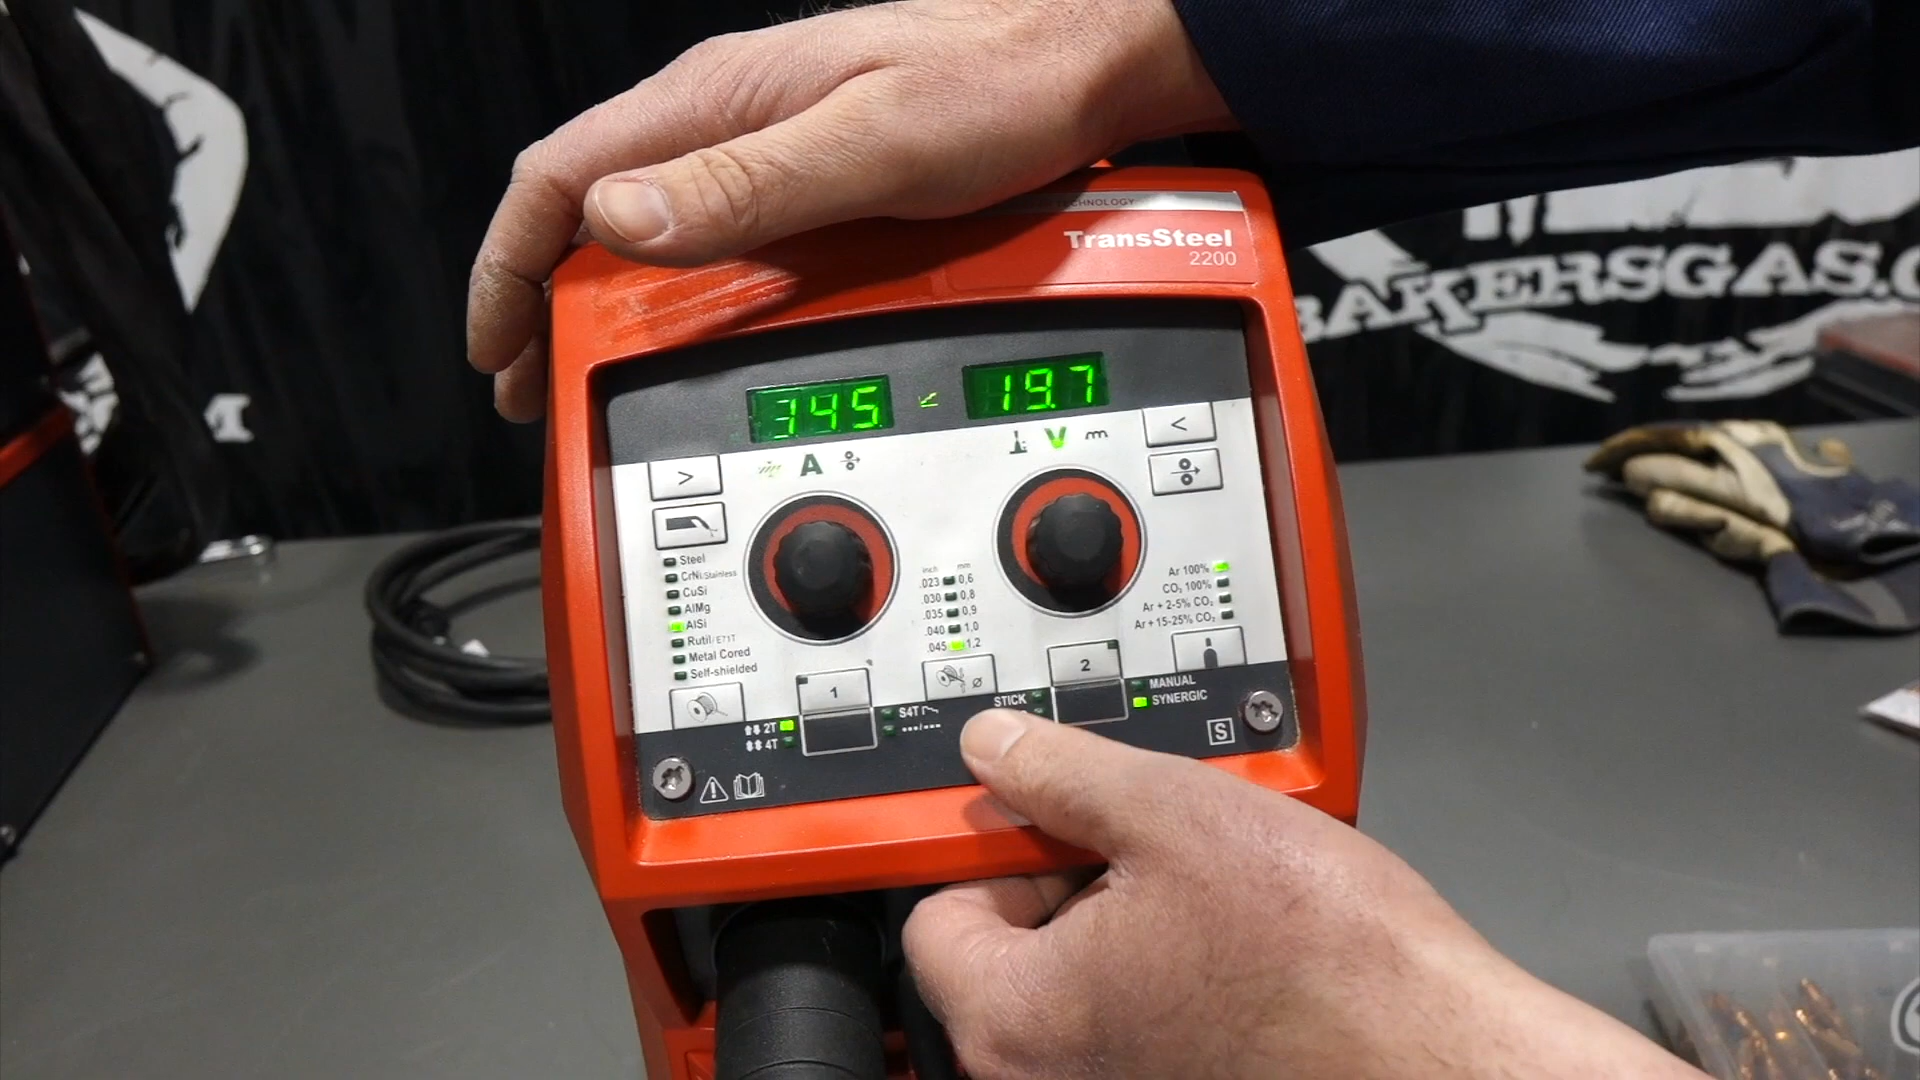 TECHNOLOGY
TransSteel
2200
BAKERSGAS.C
.345.
19.7
A
V
>
<
Steel
CrNi/Stainless
CuSi
AlMg
AlSi
Rutil/E71T
Metal Cored
Self-shielded
inch mm
.023 0,6
.030 0,8
.035 0,9
.040 1,0
.045 1,2
Ø
Ar 100%
CO₂ 100%
Ar + 2-5% CO₂
Ar + 15-25% CO₂
1
2
2T
4T
S4T
STICK
MANUAL
SYNERGIC
S